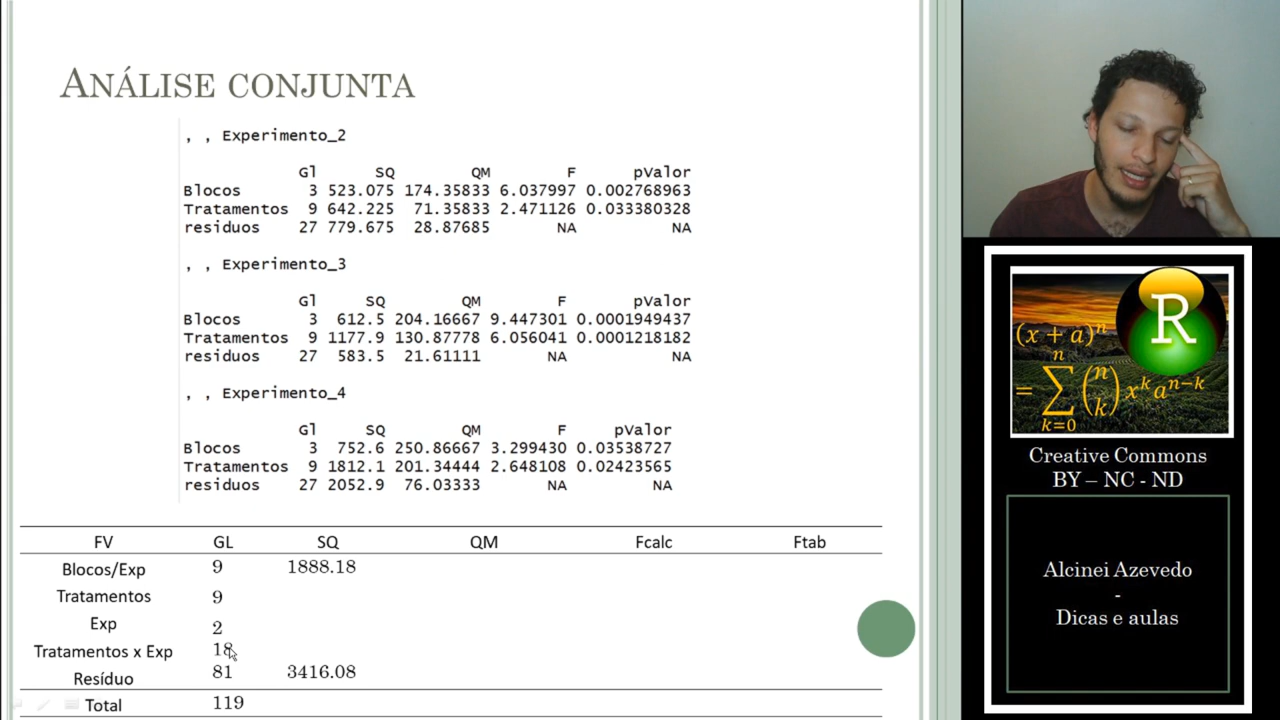 ANÁLISE CONJUNTA
, , Experimento_2
Gl SQ QM F pValor
Blocos 3 523.075 174.35833 6.037997 0.002768963
Tratamentos 9 642.225 71.35833 2.471126 0.033380328
residuos 27 779.675 28.87685 NA NA
, , Experimento_3
Gl SQ QM F pValor
Blocos 3 612.5 204.16667 9.447301 0.0001949437
Tratamentos 9 1177.9 130.87778 6.056041 0.0001218182
residuos 27 583.5 21.61111 NA NA
, , Experimento_4
Gl SQ QM F pValor
Blocos 3 752.6 250.86667 3.299430 0.03538727
Tratamentos 9 1812.1 201.34444 2.648108 0.02423565
residuos 27 2052.9 76.03333 NA NA
FV GL SQ QM Fcalc Ftab
Blocos/Exp 9 1888.18
Tratamentos 9
Exp 2
Tratamentos x Exp 18
Resíduo 81 3416.08
Total 119
R
(x + a)^n
= ∑_{k=0}^{n} (n k) x^k a^{n−k}
Creative Commons
BY – NC - ND
Alcinei Azevedo
-
Dicas e aulas